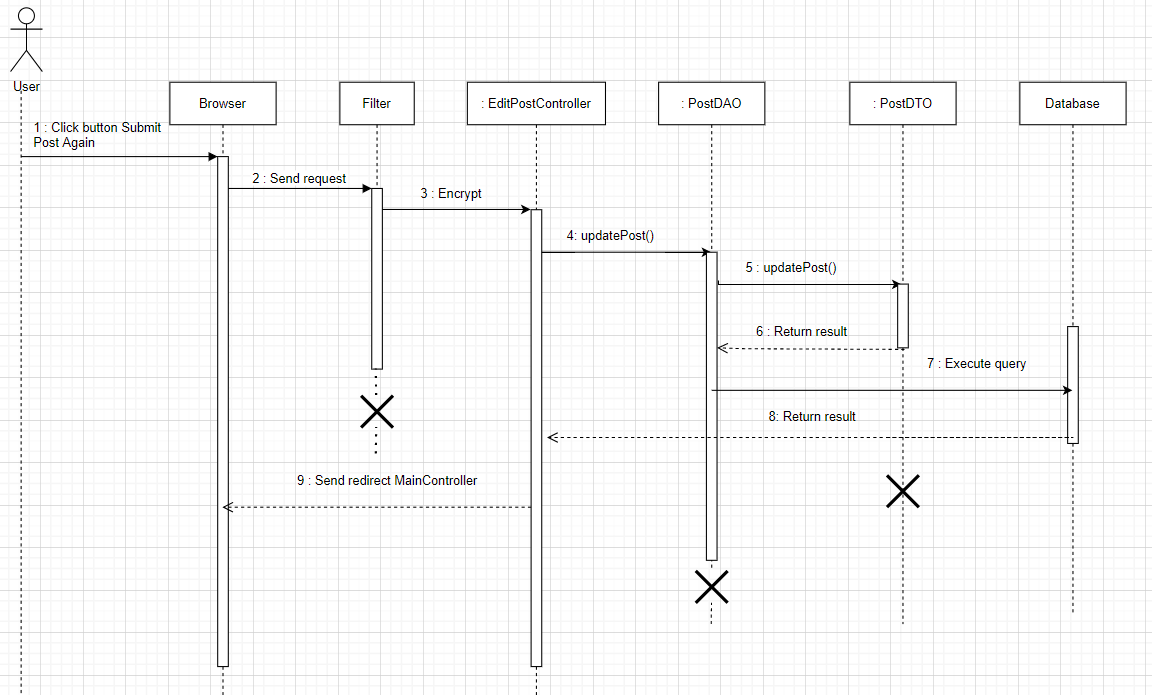 User
Browser
Filter
: EditPostController
: PostDAO
: PostDTO
Database
1 : Click button Submit
Post Again
2 : Send request
3 : Encrypt
4: updatePost()
5 : updatePost()
6 : Return result
7 : Execute query
8: Return result
9 : Send redirect MainController